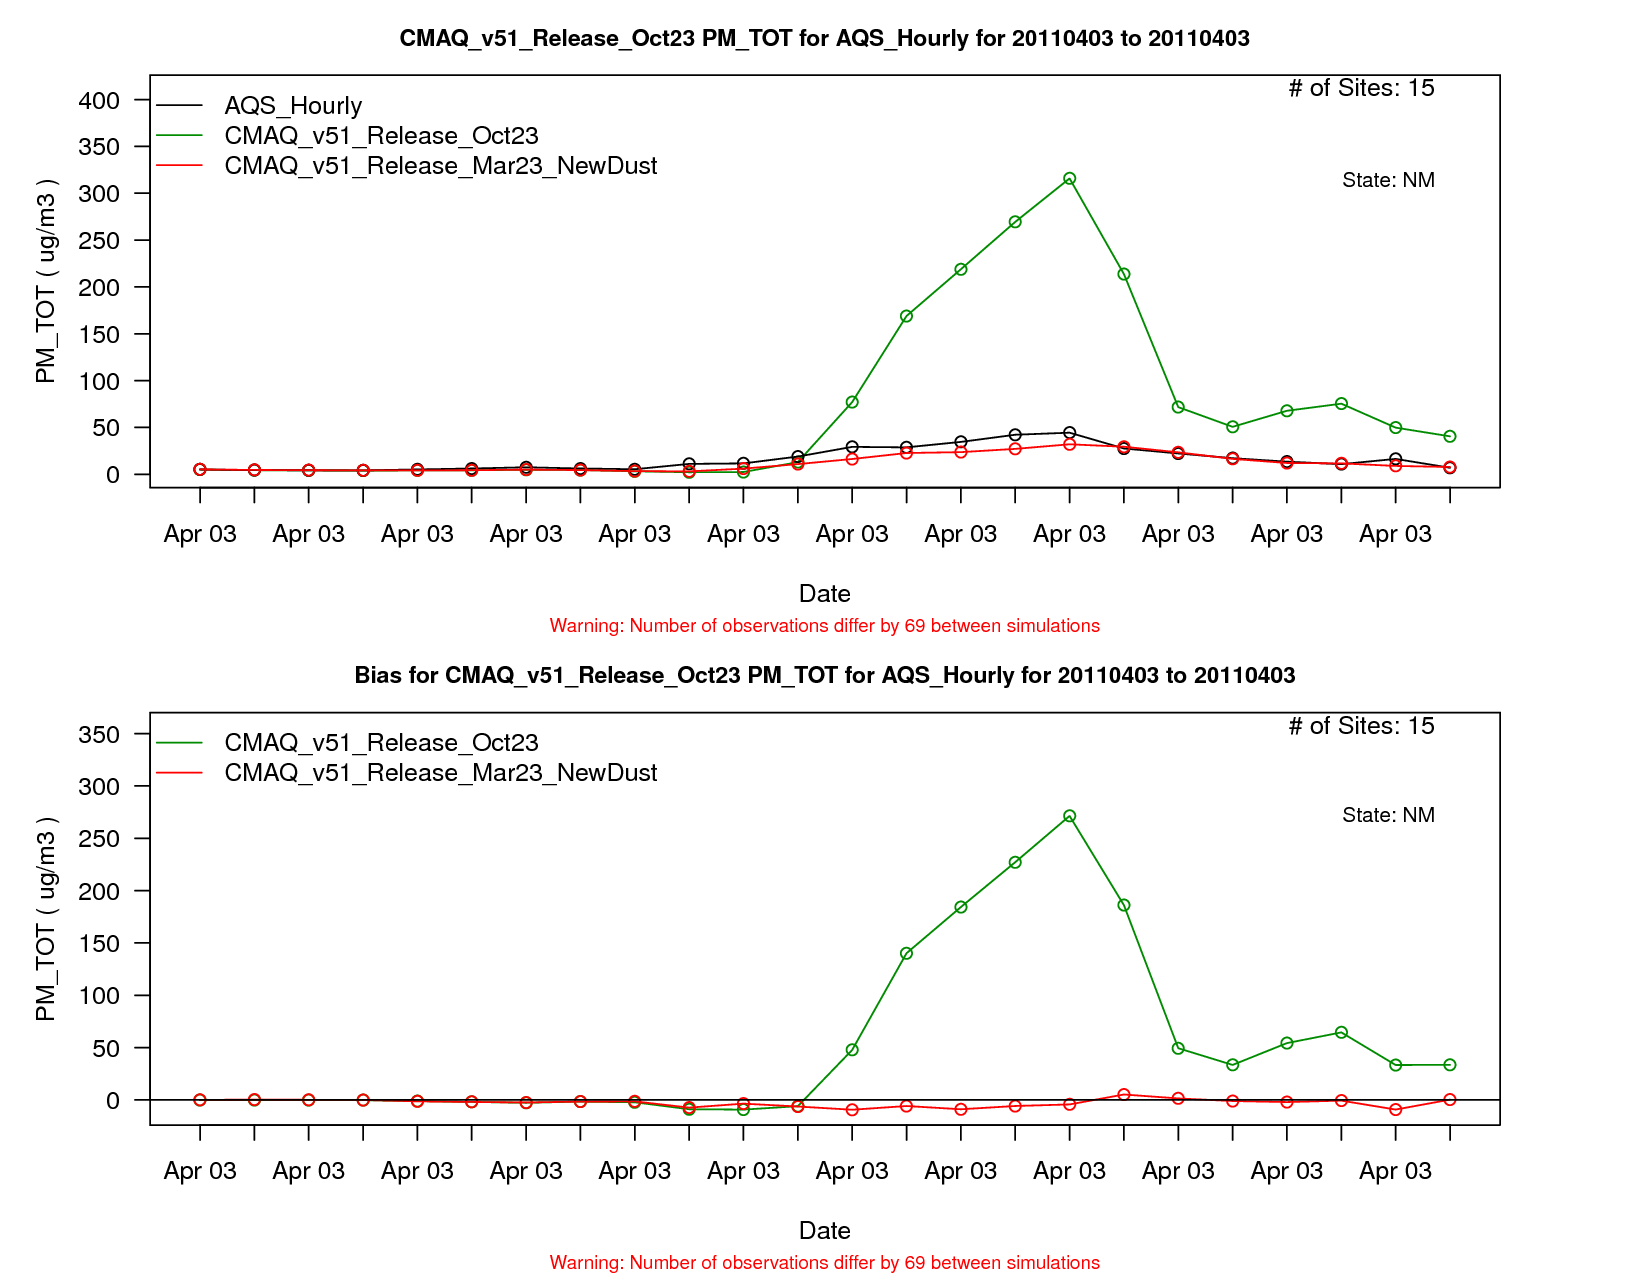 CMAQ_v51_Release_Oct23 PM_TOT for AQS_Hourly for 20110403 to 20110403
# of Sites: 15
State: NM
AQS_Hourly
CMAQ_v51_Release_Oct23
CMAQ_v51_Release_Mar23_NewDust
PM_TOT ( ug/m3 )
400
350
300
250
200
150
100
50
0
Apr 03 Apr 03 Apr 03 Apr 03 Apr 03 Apr 03 Apr 03 Apr 03 Apr 03 Apr 03 Apr 03 Apr 03
Date
Warning: Number of observations differ by 69 between simulations
Bias for CMAQ_v51_Release_Oct23 PM_TOT for AQS_Hourly for 20110403 to 20110403
# of Sites: 15
State: NM
CMAQ_v51_Release_Oct23
CMAQ_v51_Release_Mar23_NewDust
PM_TOT ( ug/m3 )
350
300
250
200
150
100
50
0
Apr 03 Apr 03 Apr 03 Apr 03 Apr 03 Apr 03 Apr 03 Apr 03 Apr 03 Apr 03 Apr 03 Apr 03
Date
Warning: Number of observations differ by 69 between simulations